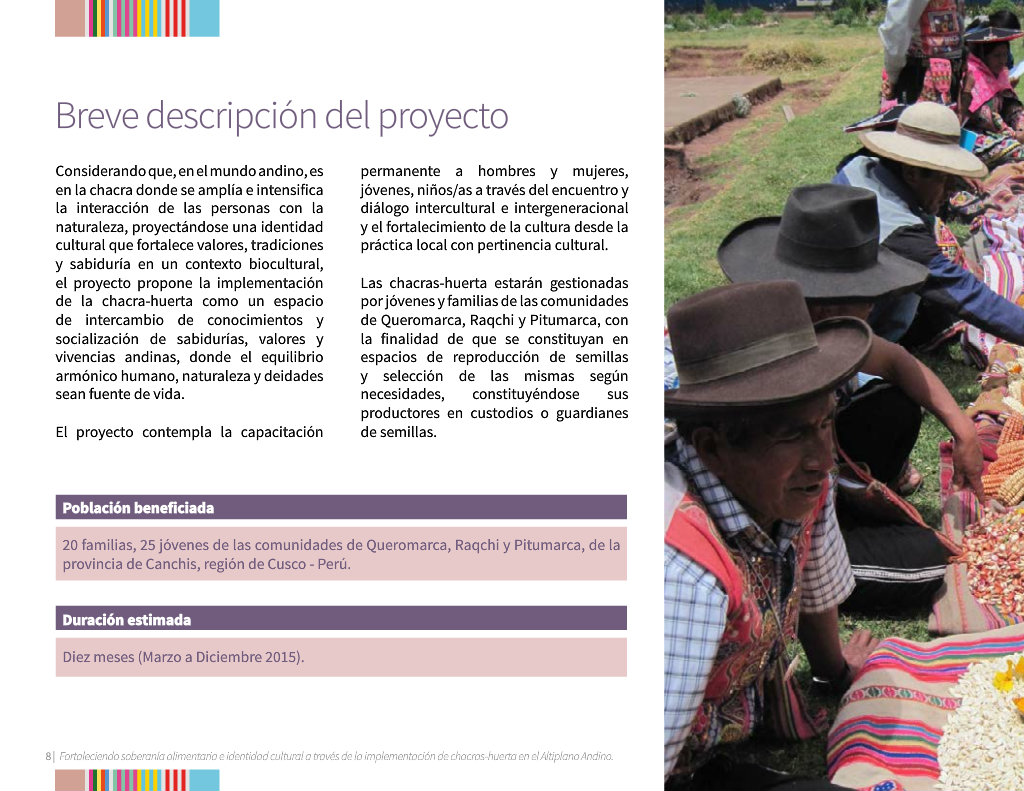 Breve descripción del proyecto
Considerando que, en el mundo andino, es
en la chacra donde se amplía e intensifica
la interacción de las personas con la
naturaleza, proyectándose una identidad
cultural que fortalece valores, tradiciones
y sabiduría en un contexto biocultural,
el proyecto propone la implementación
de la chacra-huerta como un espacio
de intercambio de conocimientos y
socialización de sabidurías, valores y
vivencias andinas, donde el equilibrio
armónico humano, naturaleza y deidades
sean fuente de vida.
El proyecto contempla la capacitación
permanente a hombres y mujeres,
jóvenes, niños/as a través del encuentro y
diálogo intercultural e intergeneracional
y el fortalecimiento de la cultura desde la
práctica local con pertinencia cultural.
Las chacras-huerta estarán gestionadas
por jóvenes y familias de las comunidades
de Queromarca, Raqchi y Pitumarca, con
la finalidad de que se constituyan en
espacios de reproducción de semillas
y selección de las mismas según
necesidades, constituyéndose sus
productores en custodios o guardianes
de semillas.
Población beneficiada
20 familias, 25 jóvenes de las comunidades de Queromarca, Raqchi y Pitumarca, de la
provincia de Canchis, región de Cusco - Perú.
Duración estimada
Diez meses (Marzo a Diciembre 2015).
8| Fortaleciendo soberanía alimentaria e identidad cultural a través de la implementación de chacras-huerta en el Altiplano Andino.